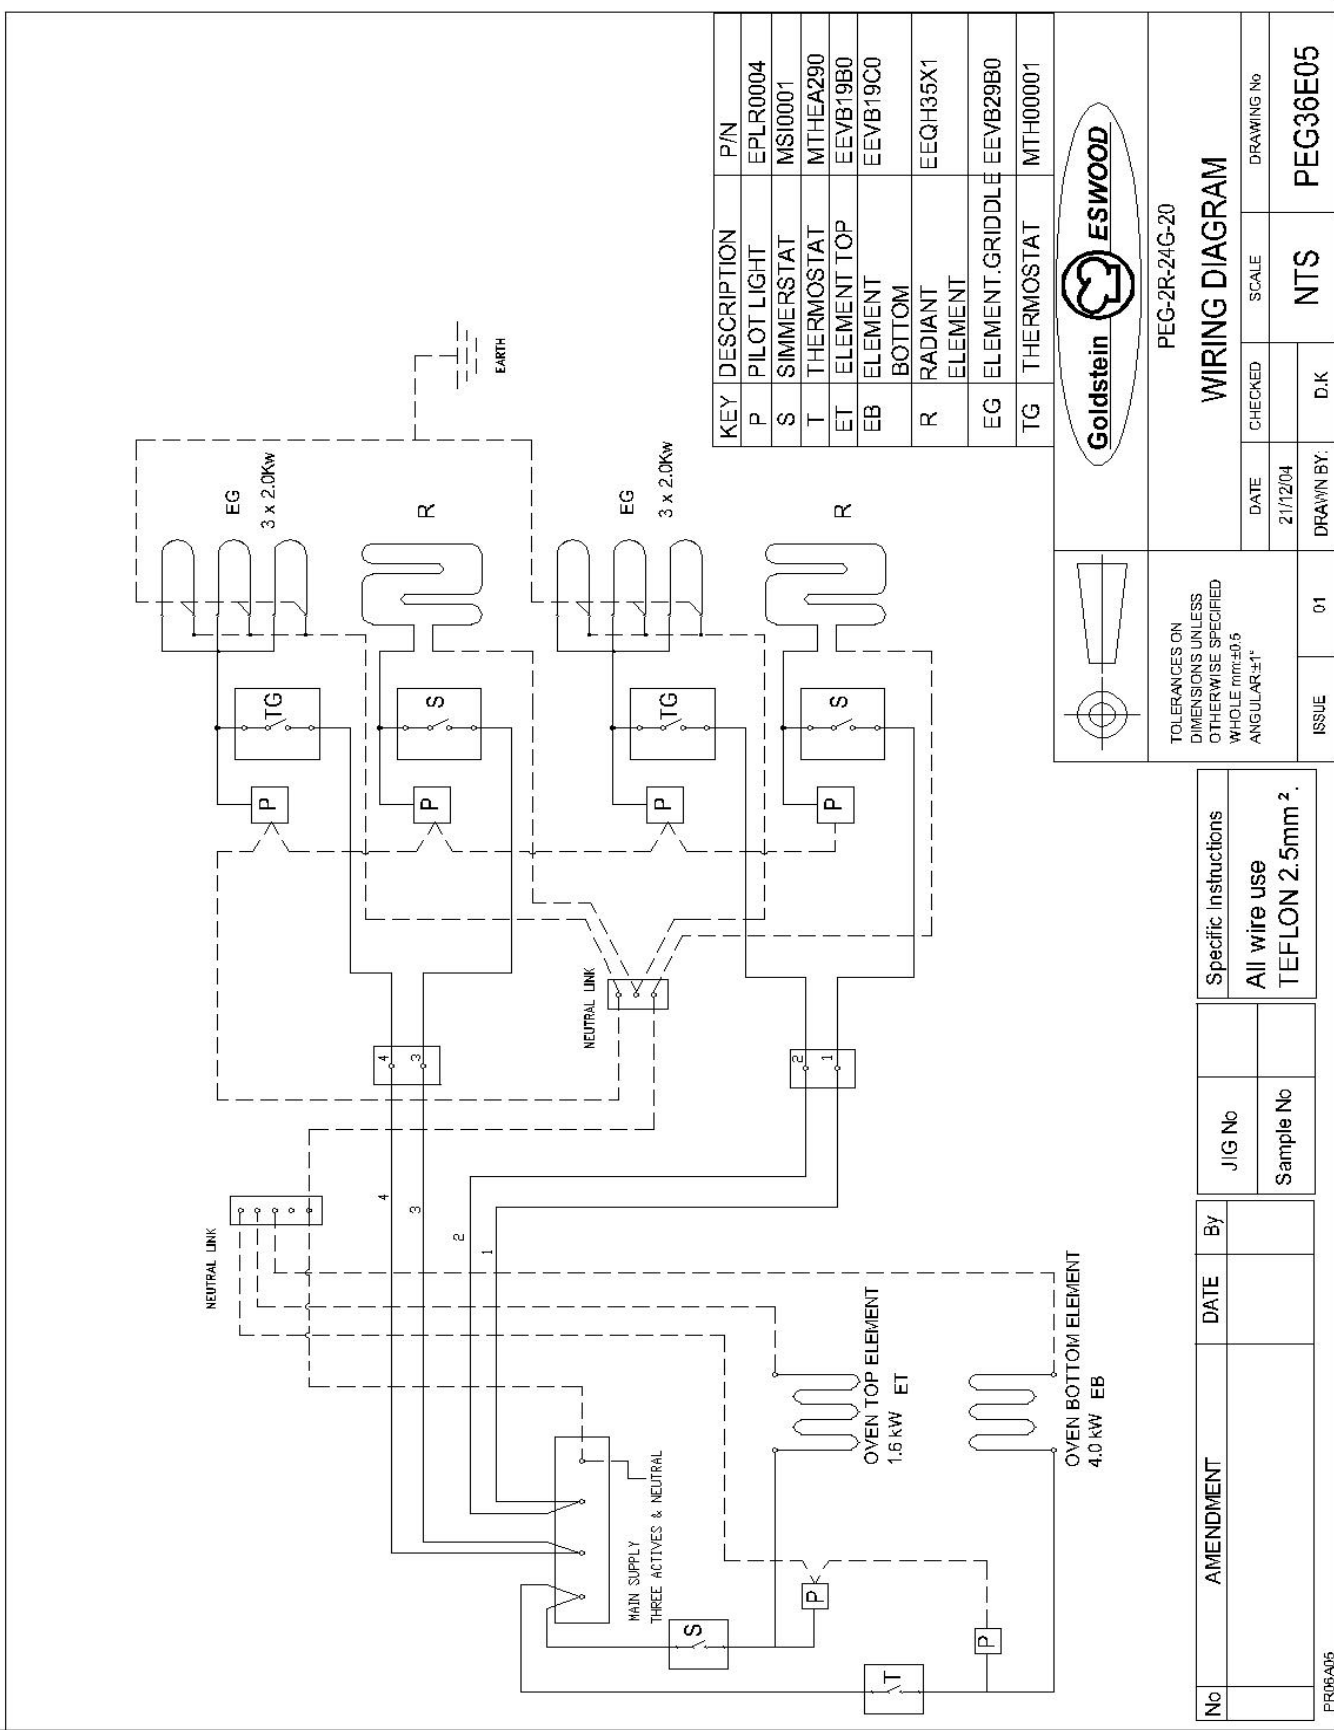 EARTH
EG
3 x 2.0Kw
R
EG
3 x 2.0Kw
R
TG
S
TG
S
P
P
P
P
NEUTRAL LINK
4
3
2
1
NEUTRAL LINK
4
3
2
1
MAIN SUPPLY
THREE ACTIVES & NEUTRAL
S
T
P
P
OVEN TOP ELEMENT
1.6 kW ET
OVEN BOTTOM ELEMENT
4.0 kW EB
KEY DESCRIPTION P/N
P PILOT LIGHT EPLR0004
S SIMMERSTAT MSI0001
T THERMOSTAT MTHEA290
ET ELEMENT TOP EEVB19B0
EB ELEMENT BOTTOM EEVB19C0
R RADIANT ELEMENT EEQH35X1
EG ELEMENT.GRIDDLE EEVB29B0
TG THERMOSTAT MTH00001
Goldstein ESWOOD
PEG-2R-24G-20
WIRING DIAGRAM
DATE CHECKED SCALE DRAWING No
21/12/04
DRAWN BY: D.K
NTS
PEG36E05
TOLERANCES ON
DIMENSIONS UNLESS
OTHERWISE SPECIFIED
WHOLE mm:±0.5
ANGULAR:±1°
ISSUE 01
Specific Instructions
All wire use
TEFLON 2.5mm².
JIG No
Sample No
No AMENDMENT DATE By
PR06A05